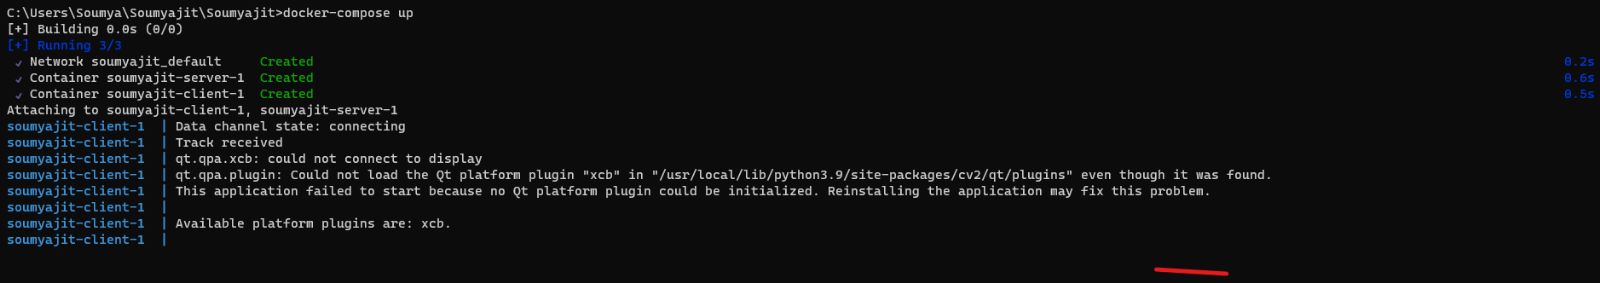 C:\Users\Soumya\Soumyajit\Soumyajit>docker-compose up
[+] Building 0.0s (0/0)
[+] Running 3/3
✓ Network soumyajit_default Created 0.2s
✓ Container soumyajit-server-1 Created 0.6s
✓ Container soumyajit-client-1 Created 0.5s
Attaching to soumyajit-client-1, soumyajit-server-1
soumyajit-client-1 | Data channel state: connecting
soumyajit-client-1 | Track received
soumyajit-client-1 | qt.qpa.xcb: could not connect to display
soumyajit-client-1 | qt.qpa.plugin: Could not load the Qt platform plugin "xcb" in "/usr/local/lib/python3.9/site-packages/cv2/qt/plugins" even though it was found.
soumyajit-client-1 | This application failed to start because no Qt platform plugin could be initialized. Reinstalling the application may fix this problem.
soumyajit-client-1 |
soumyajit-client-1 | Available platform plugins are: xcb.
soumyajit-client-1 |